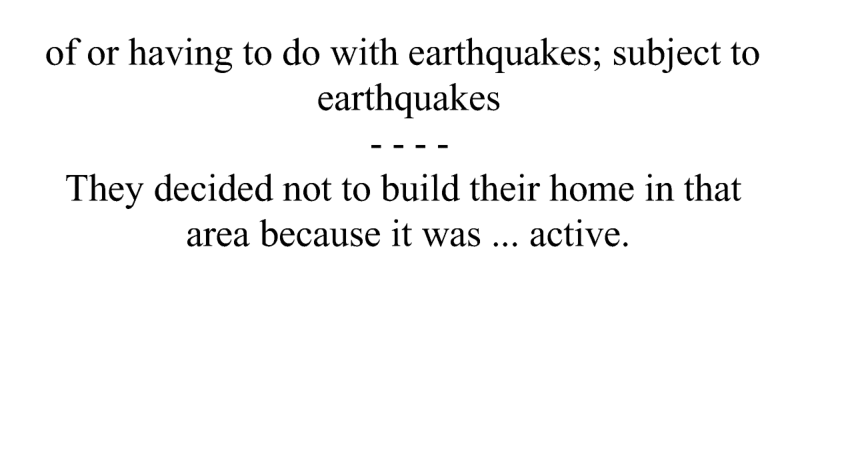 of or having to do with earthquakes; subject to
earthquakes
- - - -
They decided not to build their home in that
area because it was ... active.